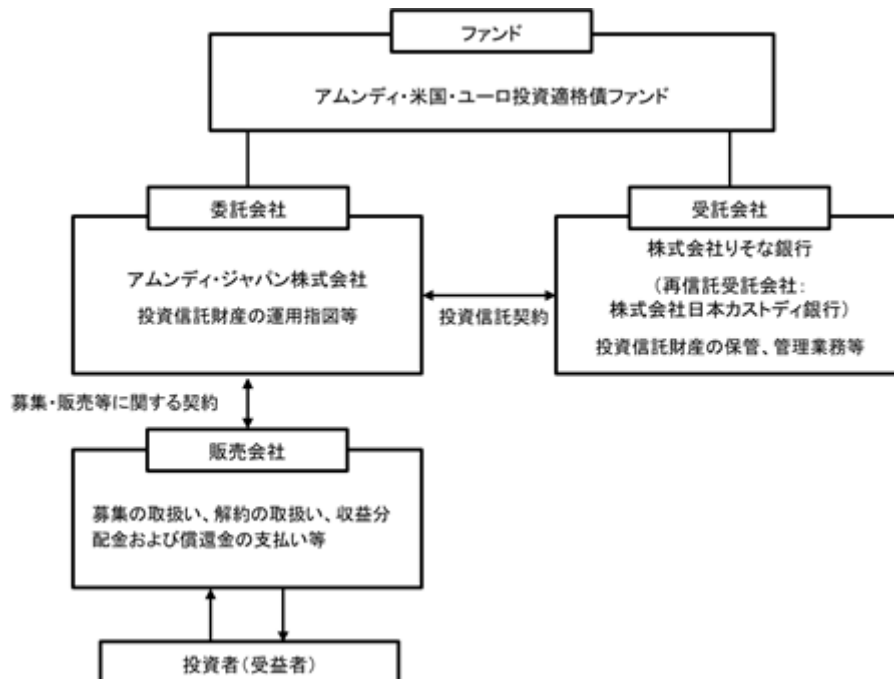 ファンド
アムンディ・米国・ユーロ投資適格債ファンド
委託会社
アムンディ・ジャパン株式会社
投資信託財産の運用指図等
投資信託契約
受託会社
株式会社りそな銀行
(再信託受託会社:
株式会社日本カストディ銀行)
投資信託財産の保管、管理業務等
募集・販売等に関する契約
販売会社
募集の取扱い、解約の取扱い、収益分
配金および償還金の支払い等
投資者(受益者)